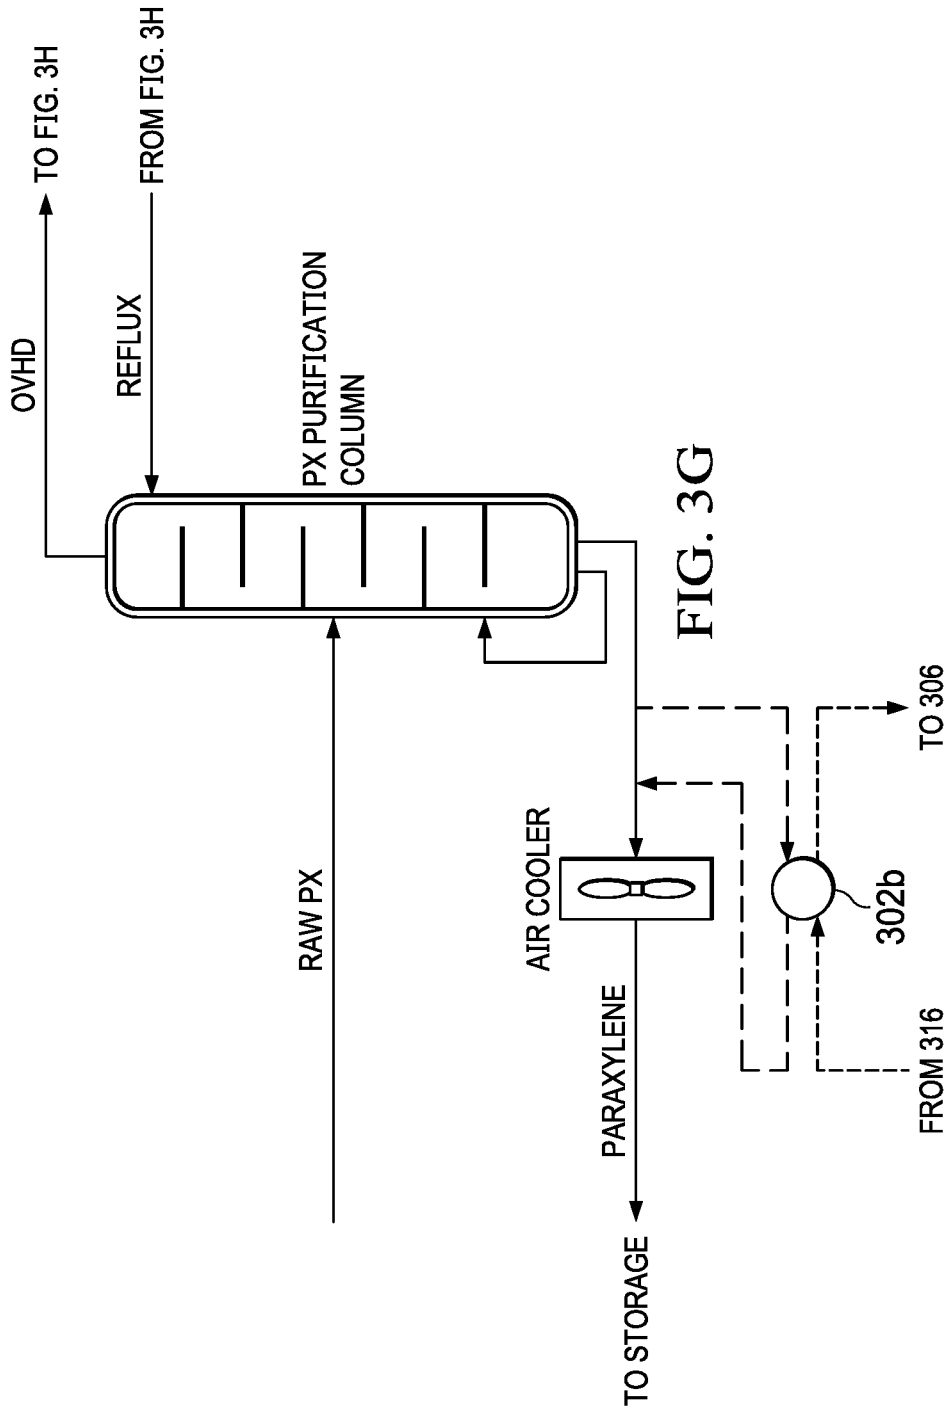 OVHD
TO FIG. 3H
REFLUX
FROM FIG. 3H
PX PURIFICATION
COLUMN
RAW PX
AIR COOLER
PARAXYLENE
TO STORAGE
302b
FROM 316
TO 306
FIG. 3G